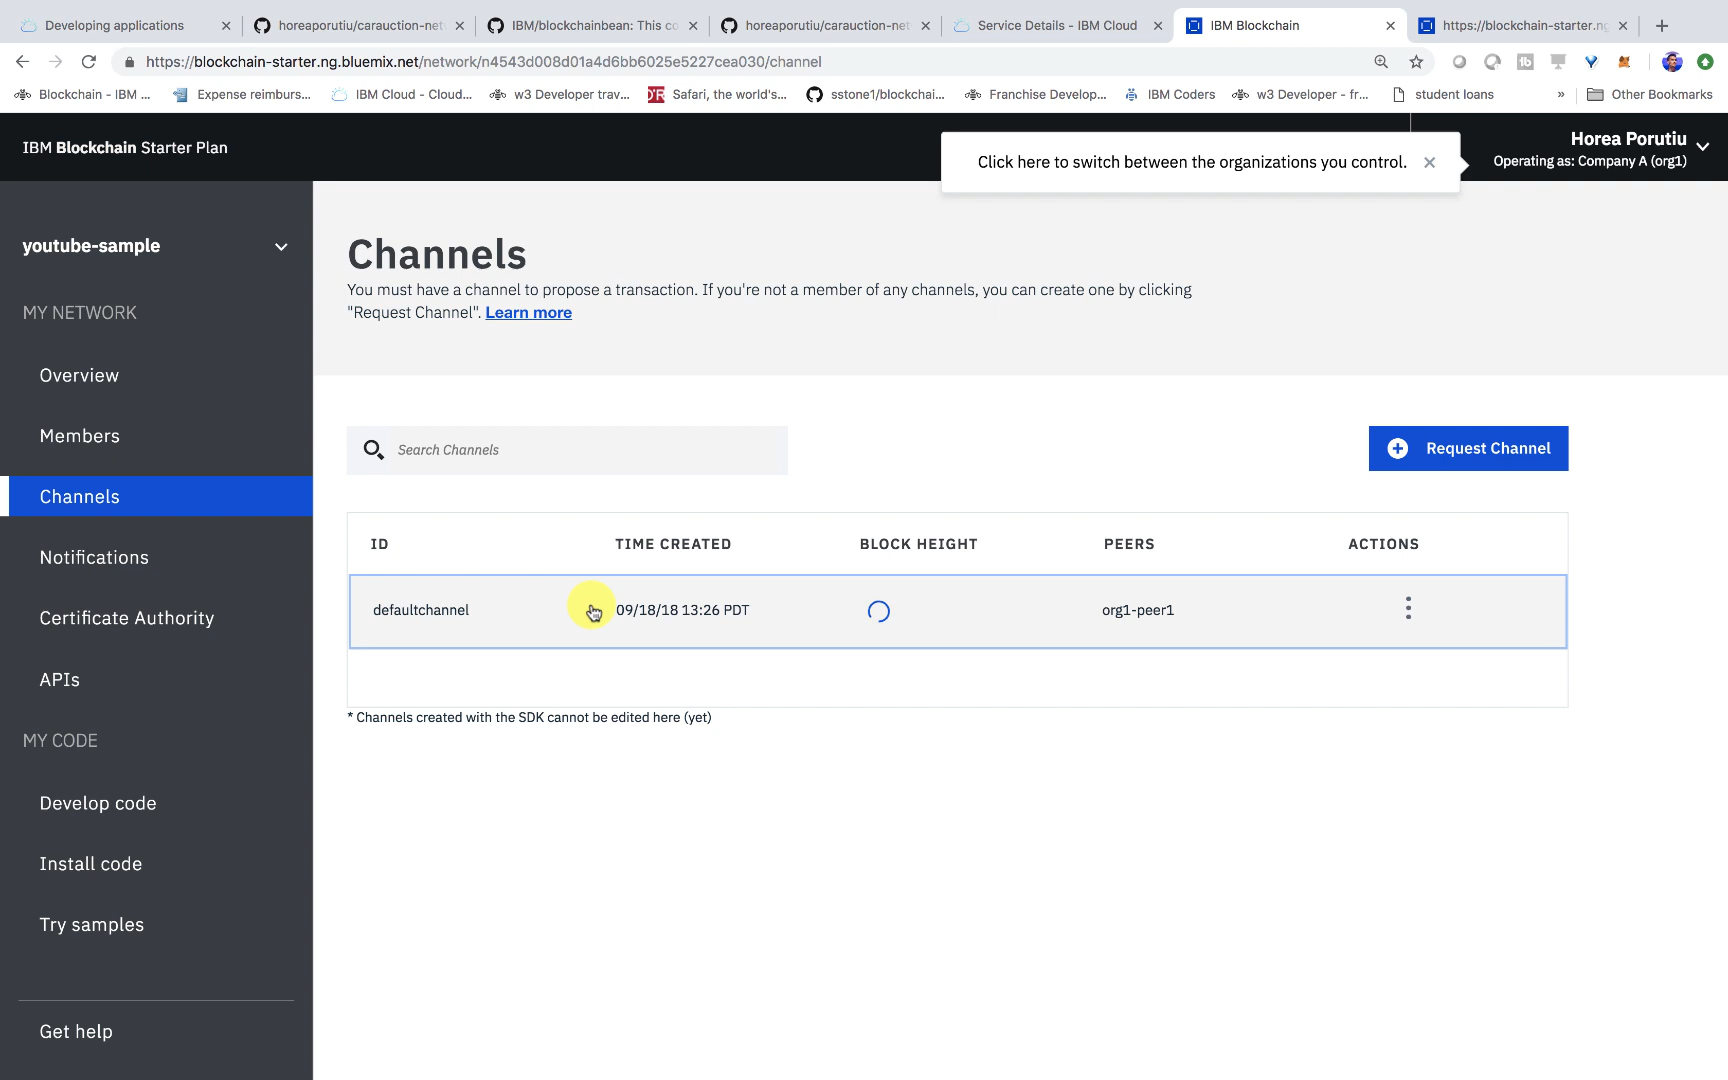 Developing applications
horeaporutiu/carauction-net
IBM/blockchainbean: This co
horeaporutiu/carauction-net
Service Details - IBM Cloud
IBM Blockchain
https://blockchain-starter.ng
https://blockchain-starter.ng.bluemix.net/network/n4543d008d01a4d6bb6025e5227cea030/channel
Blockchain - IBM ...
Expense reimburs...
IBM Cloud - Cloud...
w3 Developer trav...
Safari, the world's...
sstone1/blockchai...
Franchise Develop...
IBM Coders
w3 Developer - fr...
student loans
»
Other Bookmarks
IBM Blockchain Starter Plan
Click here to switch between the organizations you control.
Horea Porutiu
Operating as: Company A (org1)
youtube-sample
MY NETWORK
Overview
Members
Channels
Notifications
Certificate Authority
APIs
MY CODE
Develop code
Install code
Try samples
Get help
Channels
You must have a channel to propose a transaction. If you're not a member of any channels, you can create one by clicking
"Request Channel". Learn more
Search Channels
Request Channel
ID TIME CREATED BLOCK HEIGHT PEERS ACTIONS
defaultchannel 09/18/18 13:26 PDT org1-peer1
* Channels created with the SDK cannot be edited here (yet)